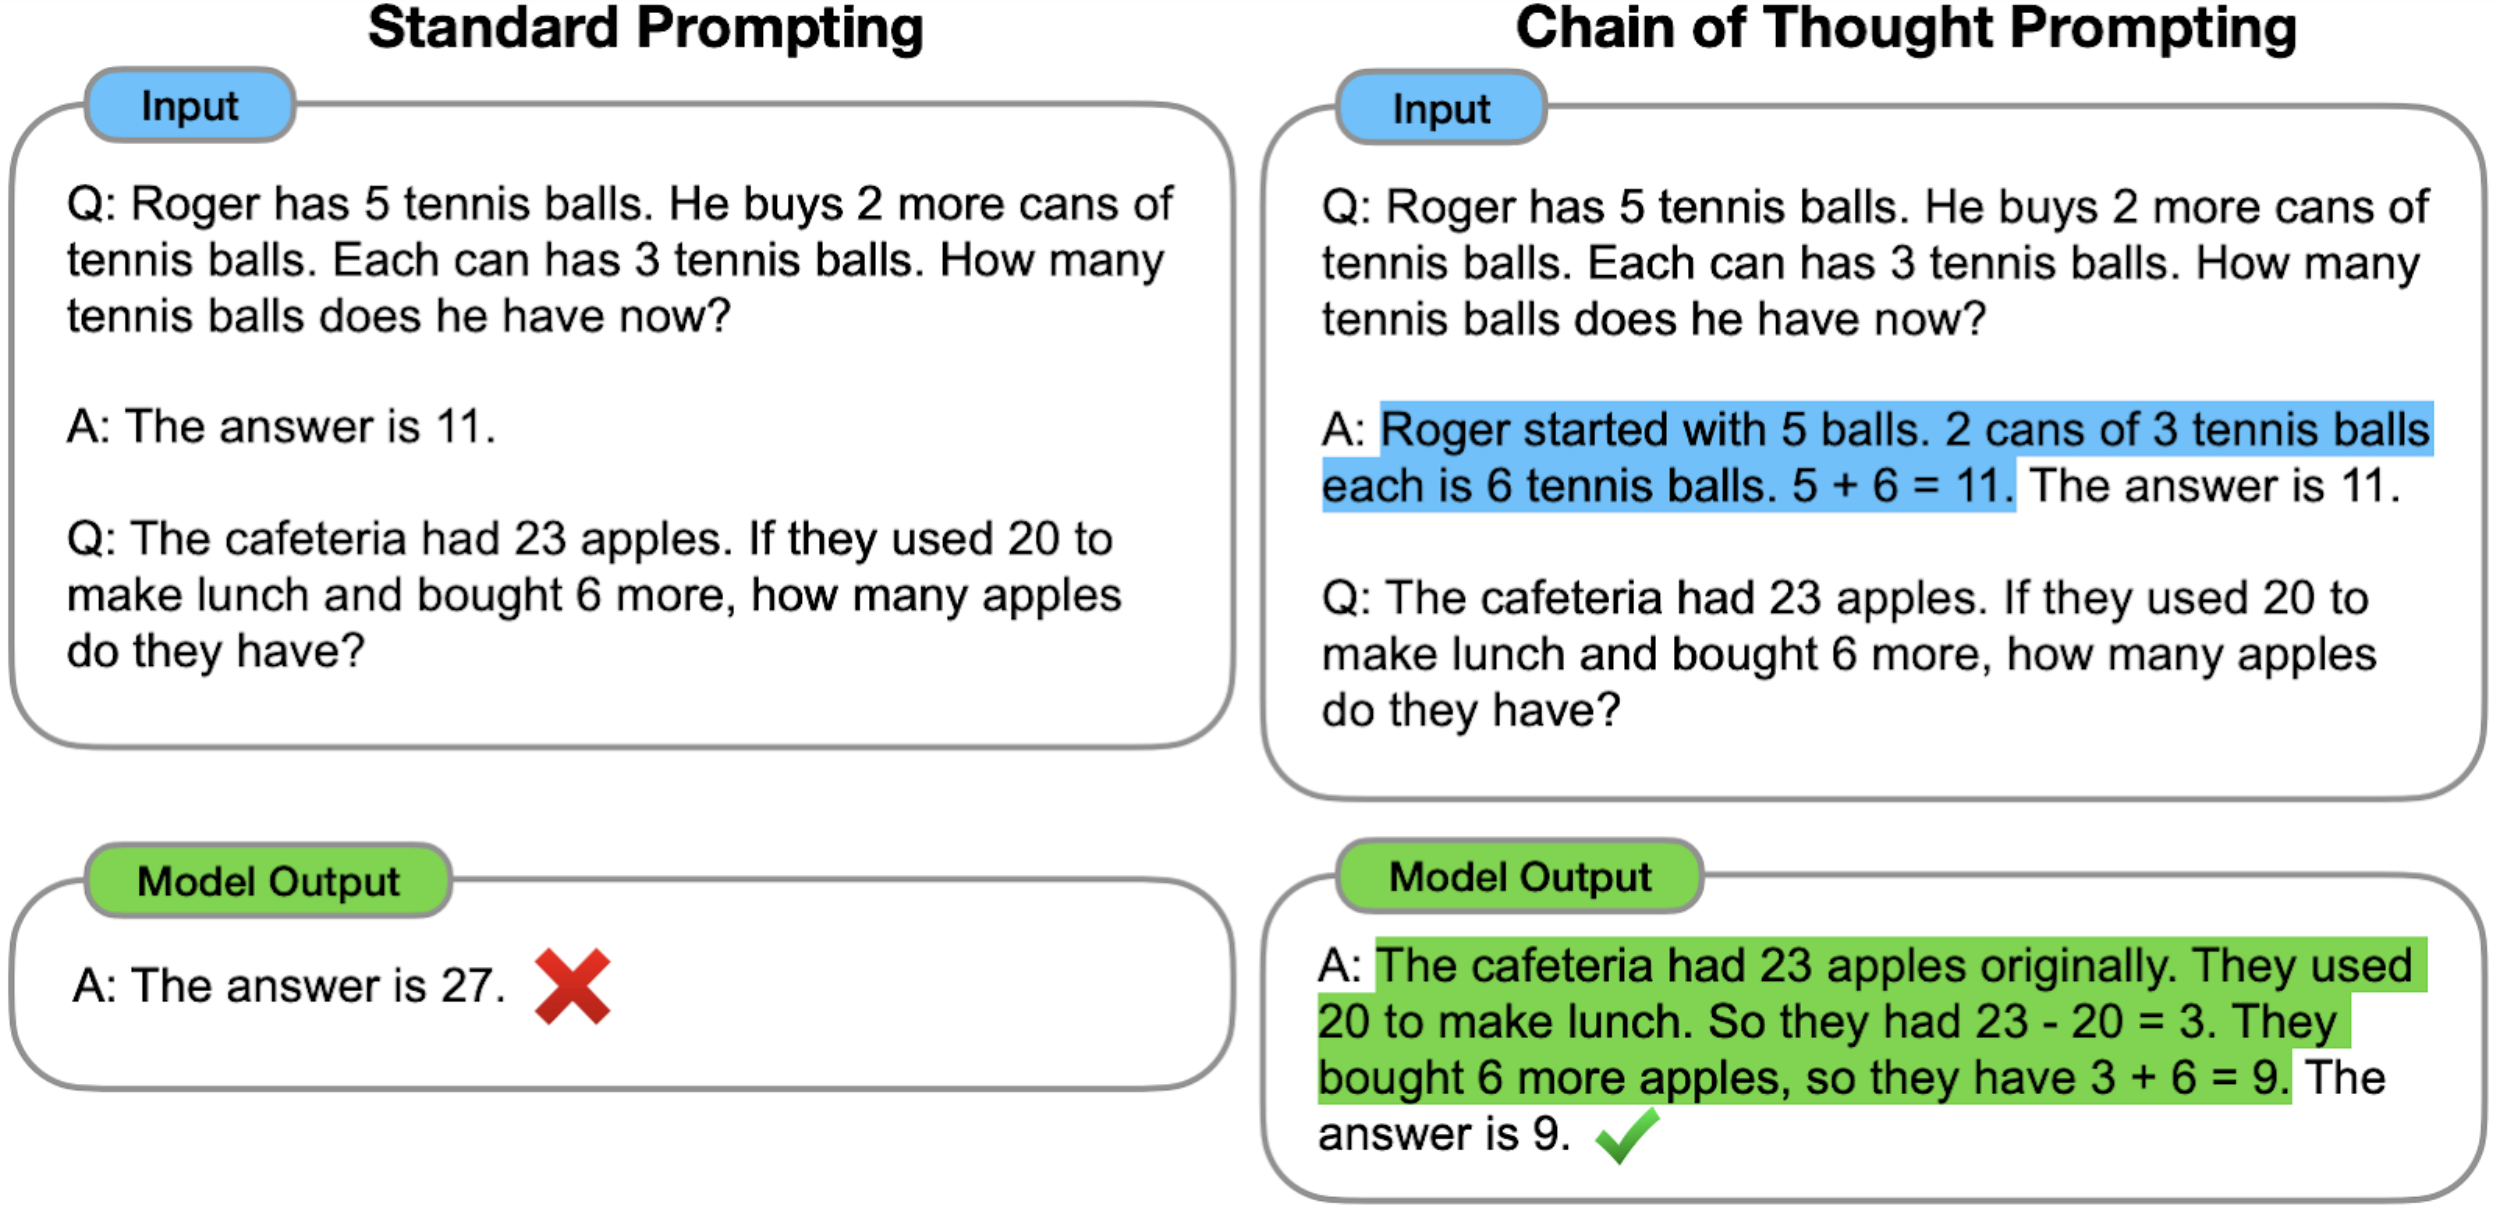 Standard Prompting
Input
Q: Roger has 5 tennis balls. He buys 2 more cans of
tennis balls. Each can has 3 tennis balls. How many
tennis balls does he have now?
A: The answer is 11.
Q: The cafeteria had 23 apples. If they used 20 to
make lunch and bought 6 more, how many apples
do they have?
Model Output
A: The answer is 27.
Chain of Thought Prompting
Input
Q: Roger has 5 tennis balls. He buys 2 more cans of
tennis balls. Each can has 3 tennis balls. How many
tennis balls does he have now?
A: Roger started with 5 balls. 2 cans of 3 tennis balls
each is 6 tennis balls. 5 + 6 = 11. The answer is 11.
Q: The cafeteria had 23 apples. If they used 20 to
make lunch and bought 6 more, how many apples
do they have?
Model Output
A: The cafeteria had 23 apples originally. They used
20 to make lunch. So they had 23 - 20 = 3. They
bought 6 more apples, so they have 3 + 6 = 9. The
answer is 9.